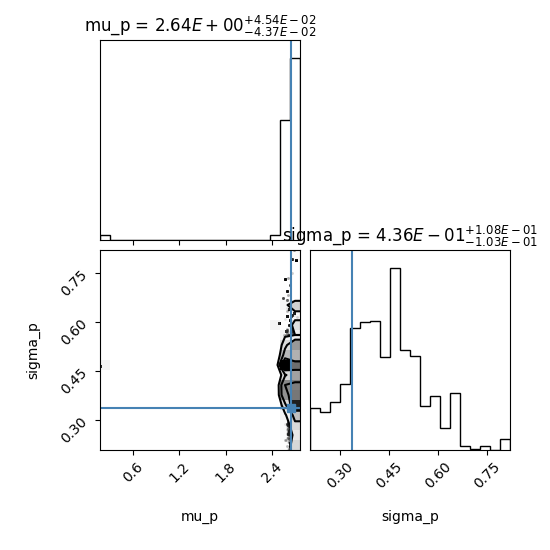 mu_p = 2.64E + 00 +4.54E − 02 −4.37E − 02
sigma_p = 4.36E − 01 +1.08E − 01 −1.03E − 01
0.75
0.60
0.45
0.30
sigma_p
0.6 1.2 1.8 2.4
mu_p
0.30 0.45 0.60 0.75
sigma_p